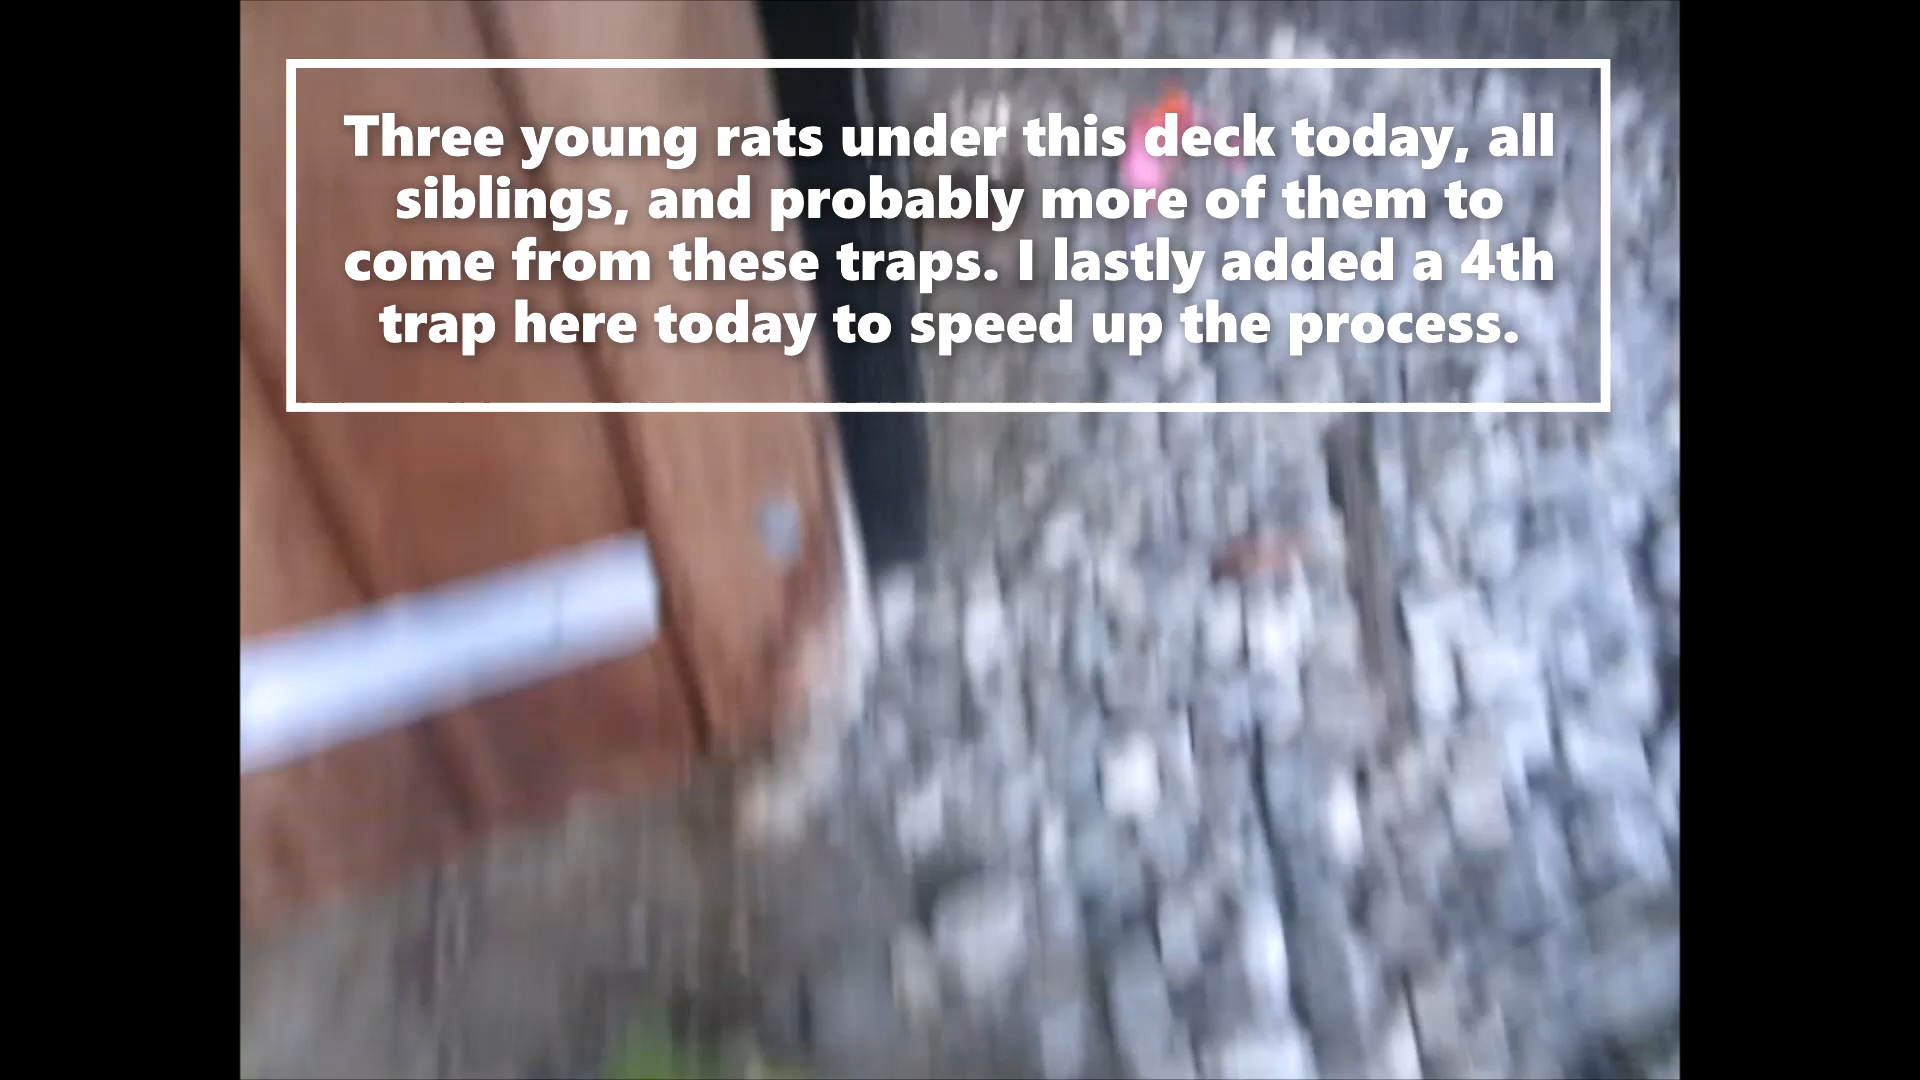 Three young rats under this deck today, all
siblings, and probably more of them to
come from these traps. I lastly added a 4th
trap here today to speed up the process.